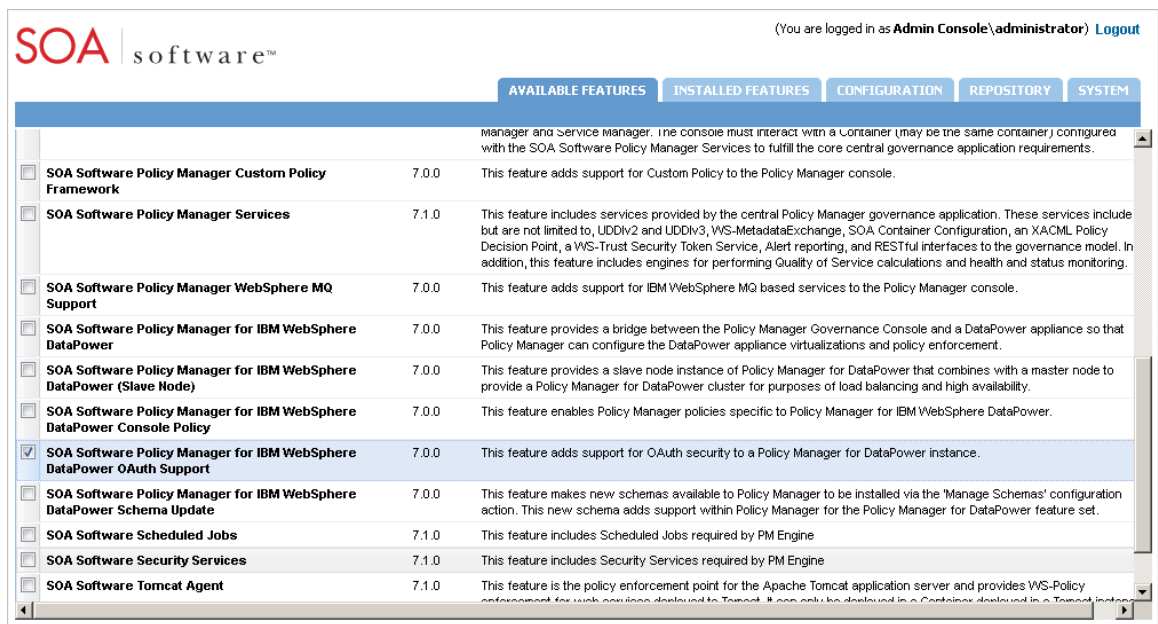 (You are logged in as Admin Console\administrator) Logout
SOA software™
AVAILABLE FEATURES INSTALLED FEATURES CONFIGURATION REPOSITORY SYSTEM
Manager and Service Manager. The console must interact with a Container (may be the same container) configured
with the SOA Software Policy Manager Services to fulfill the core central governance application requirements.
SOA Software Policy Manager Custom Policy 7.0.0 This feature adds support for Custom Policy to the Policy Manager console.
Framework
SOA Software Policy Manager Services 7.1.0 This feature includes services provided by the central Policy Manager governance application. These services include
but are not limited to, UDDIv2 and UDDIv3, WS-MetadataExchange, SOA Container Configuration, an XACML Policy
Decision Point, a WS-Trust Security Token Service, Alert reporting, and RESTful interfaces to the governance model. In
addition, this feature includes engines for performing Quality of Service calculations and health and status monitoring.
SOA Software Policy Manager WebSphere MQ 7.0.0 This feature adds support for IBM WebSphere MQ based services to the Policy Manager console.
Support
SOA Software Policy Manager for IBM WebSphere 7.0.0 This feature provides a bridge between the Policy Manager Governance Console and a DataPower appliance so that
DataPower Policy Manager can configure the DataPower appliance virtualizations and policy enforcement.
SOA Software Policy Manager for IBM WebSphere 7.0.0 This feature provides a slave node instance of Policy Manager for DataPower that combines with a master node to
DataPower (Slave Node) provide a Policy Manager for DataPower cluster for purposes of load balancing and high availability.
SOA Software Policy Manager for IBM WebSphere 7.0.0 This feature enables Policy Manager policies specific to Policy Manager for IBM WebSphere DataPower.
DataPower Console Policy
SOA Software Policy Manager for IBM WebSphere 7.0.0 This feature adds support for OAuth security to a Policy Manager for DataPower instance.
DataPower OAuth Support
SOA Software Policy Manager for IBM WebSphere 7.0.0 This feature makes new schemas available to Policy Manager to be installed via the 'Manage Schemas' configuration
DataPower Schema Update action. This new schema adds support within Policy Manager for the Policy Manager for DataPower feature set.
SOA Software Scheduled Jobs 7.1.0 This feature includes Scheduled Jobs required by PM Engine
SOA Software Security Services 7.1.0 This feature includes Security Services required by PM Engine
SOA Software Tomcat Agent 7.1.0 This feature is the policy enforcement point for the Apache Tomcat application server and provides WS-Policy
enforcement for web services deployed to Tomcat. It can only be deployed in a Container deployed in a Tomcat